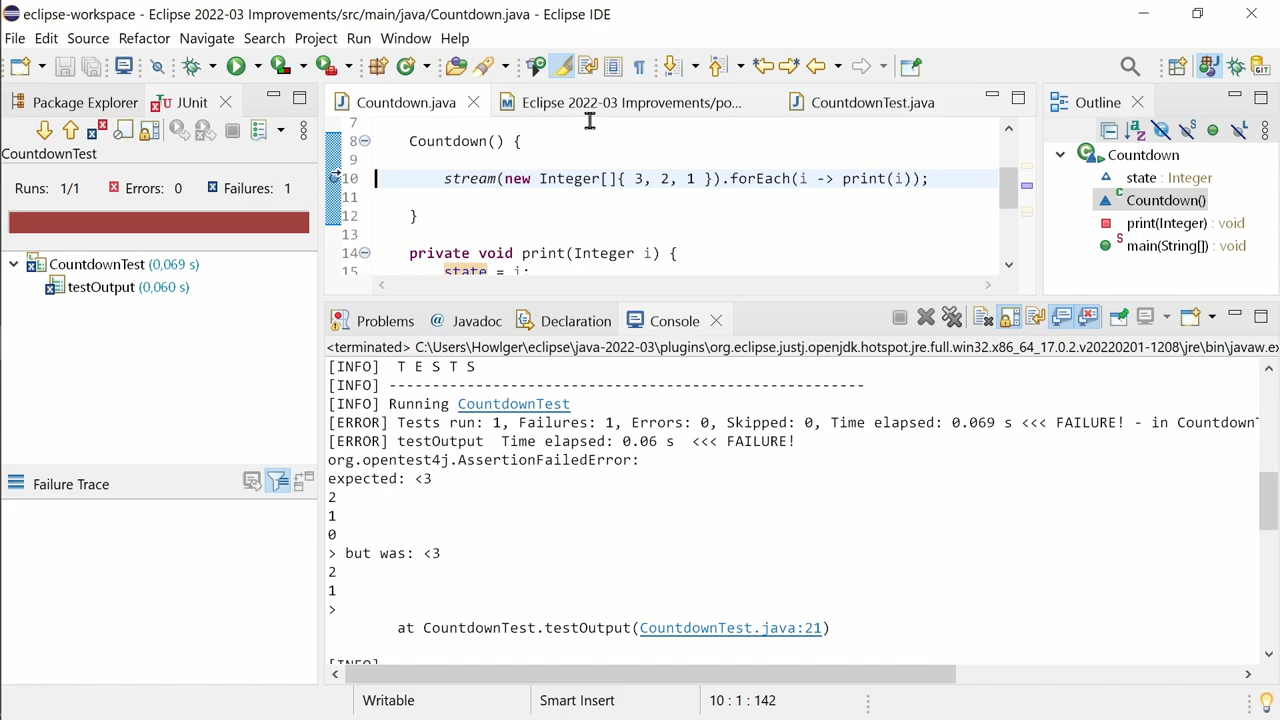 eclipse-workspace - Eclipse 2022-03 Improvements/src/main/java/Countdown.java - Eclipse IDE
File Edit Source Refactor Navigate Search Project Run Window Help
Package Explorer
JUnit
CountdownTest
Runs: 1/1 Errors: 0 Failures: 1
CountdownTest (0,069 s)
testOutput (0,060 s)
Failure Trace
Countdown.java
Eclipse 2022-03 Improvements/po...
CountdownTest.java
7
8 Countdown() {
9
10 stream(new Integer[]{ 3, 2, 1 }).forEach(i -> print(i));
11
12 }
13
14 private void print(Integer i) {
15 state = i;
Outline
Countdown
state : Integer
Countdown()
print(Integer) : void
main(String[]) : void
Problems Javadoc Declaration Console
<terminated> C:\Users\Howlger\eclipse\java-2022-03\plugins\org.eclipse.justj.openjdk.hotspot.jre.full.win32.x86_64_17.0.2.v20220201-1208\jre\bin\javaw.ex
[INFO]  T E S T S
[INFO] -------------------------------------------------------
[INFO] Running CountdownTest
[ERROR] Tests run: 1, Failures: 1, Errors: 0, Skipped: 0, Time elapsed: 0.069 s <<< FAILURE! - in CountdownT
[ERROR] testOutput  Time elapsed: 0.06 s  <<< FAILURE!
org.opentest4j.AssertionFailedError:
expected: <3
2
1
0
> but was: <3
2
1
>
at CountdownTest.testOutput(CountdownTest.java:21)
[INFO]
Writable Smart Insert 10 : 1 : 142